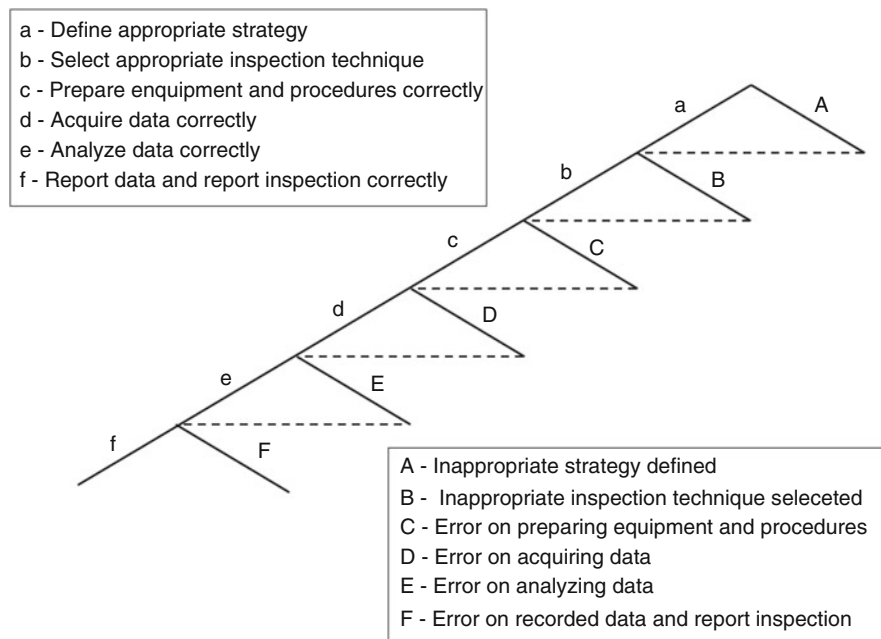 a - Define appropriate strategy
b - Select appropriate inspection technique
c - Prepare enquipment and procedures correctly
d - Acquire data correctly
e - Analyze data correctly
f - Report data and report inspection correctly
a
A
b
B
c
C
d
D
e
E
f
F
A - Inappropriate strategy defined
B - Inappropriate inspection technique seleceted
C - Error on preparing equipment and procedures
D - Error on acquiring data
E - Error on analyzing data
F - Error on recorded data and report inspection